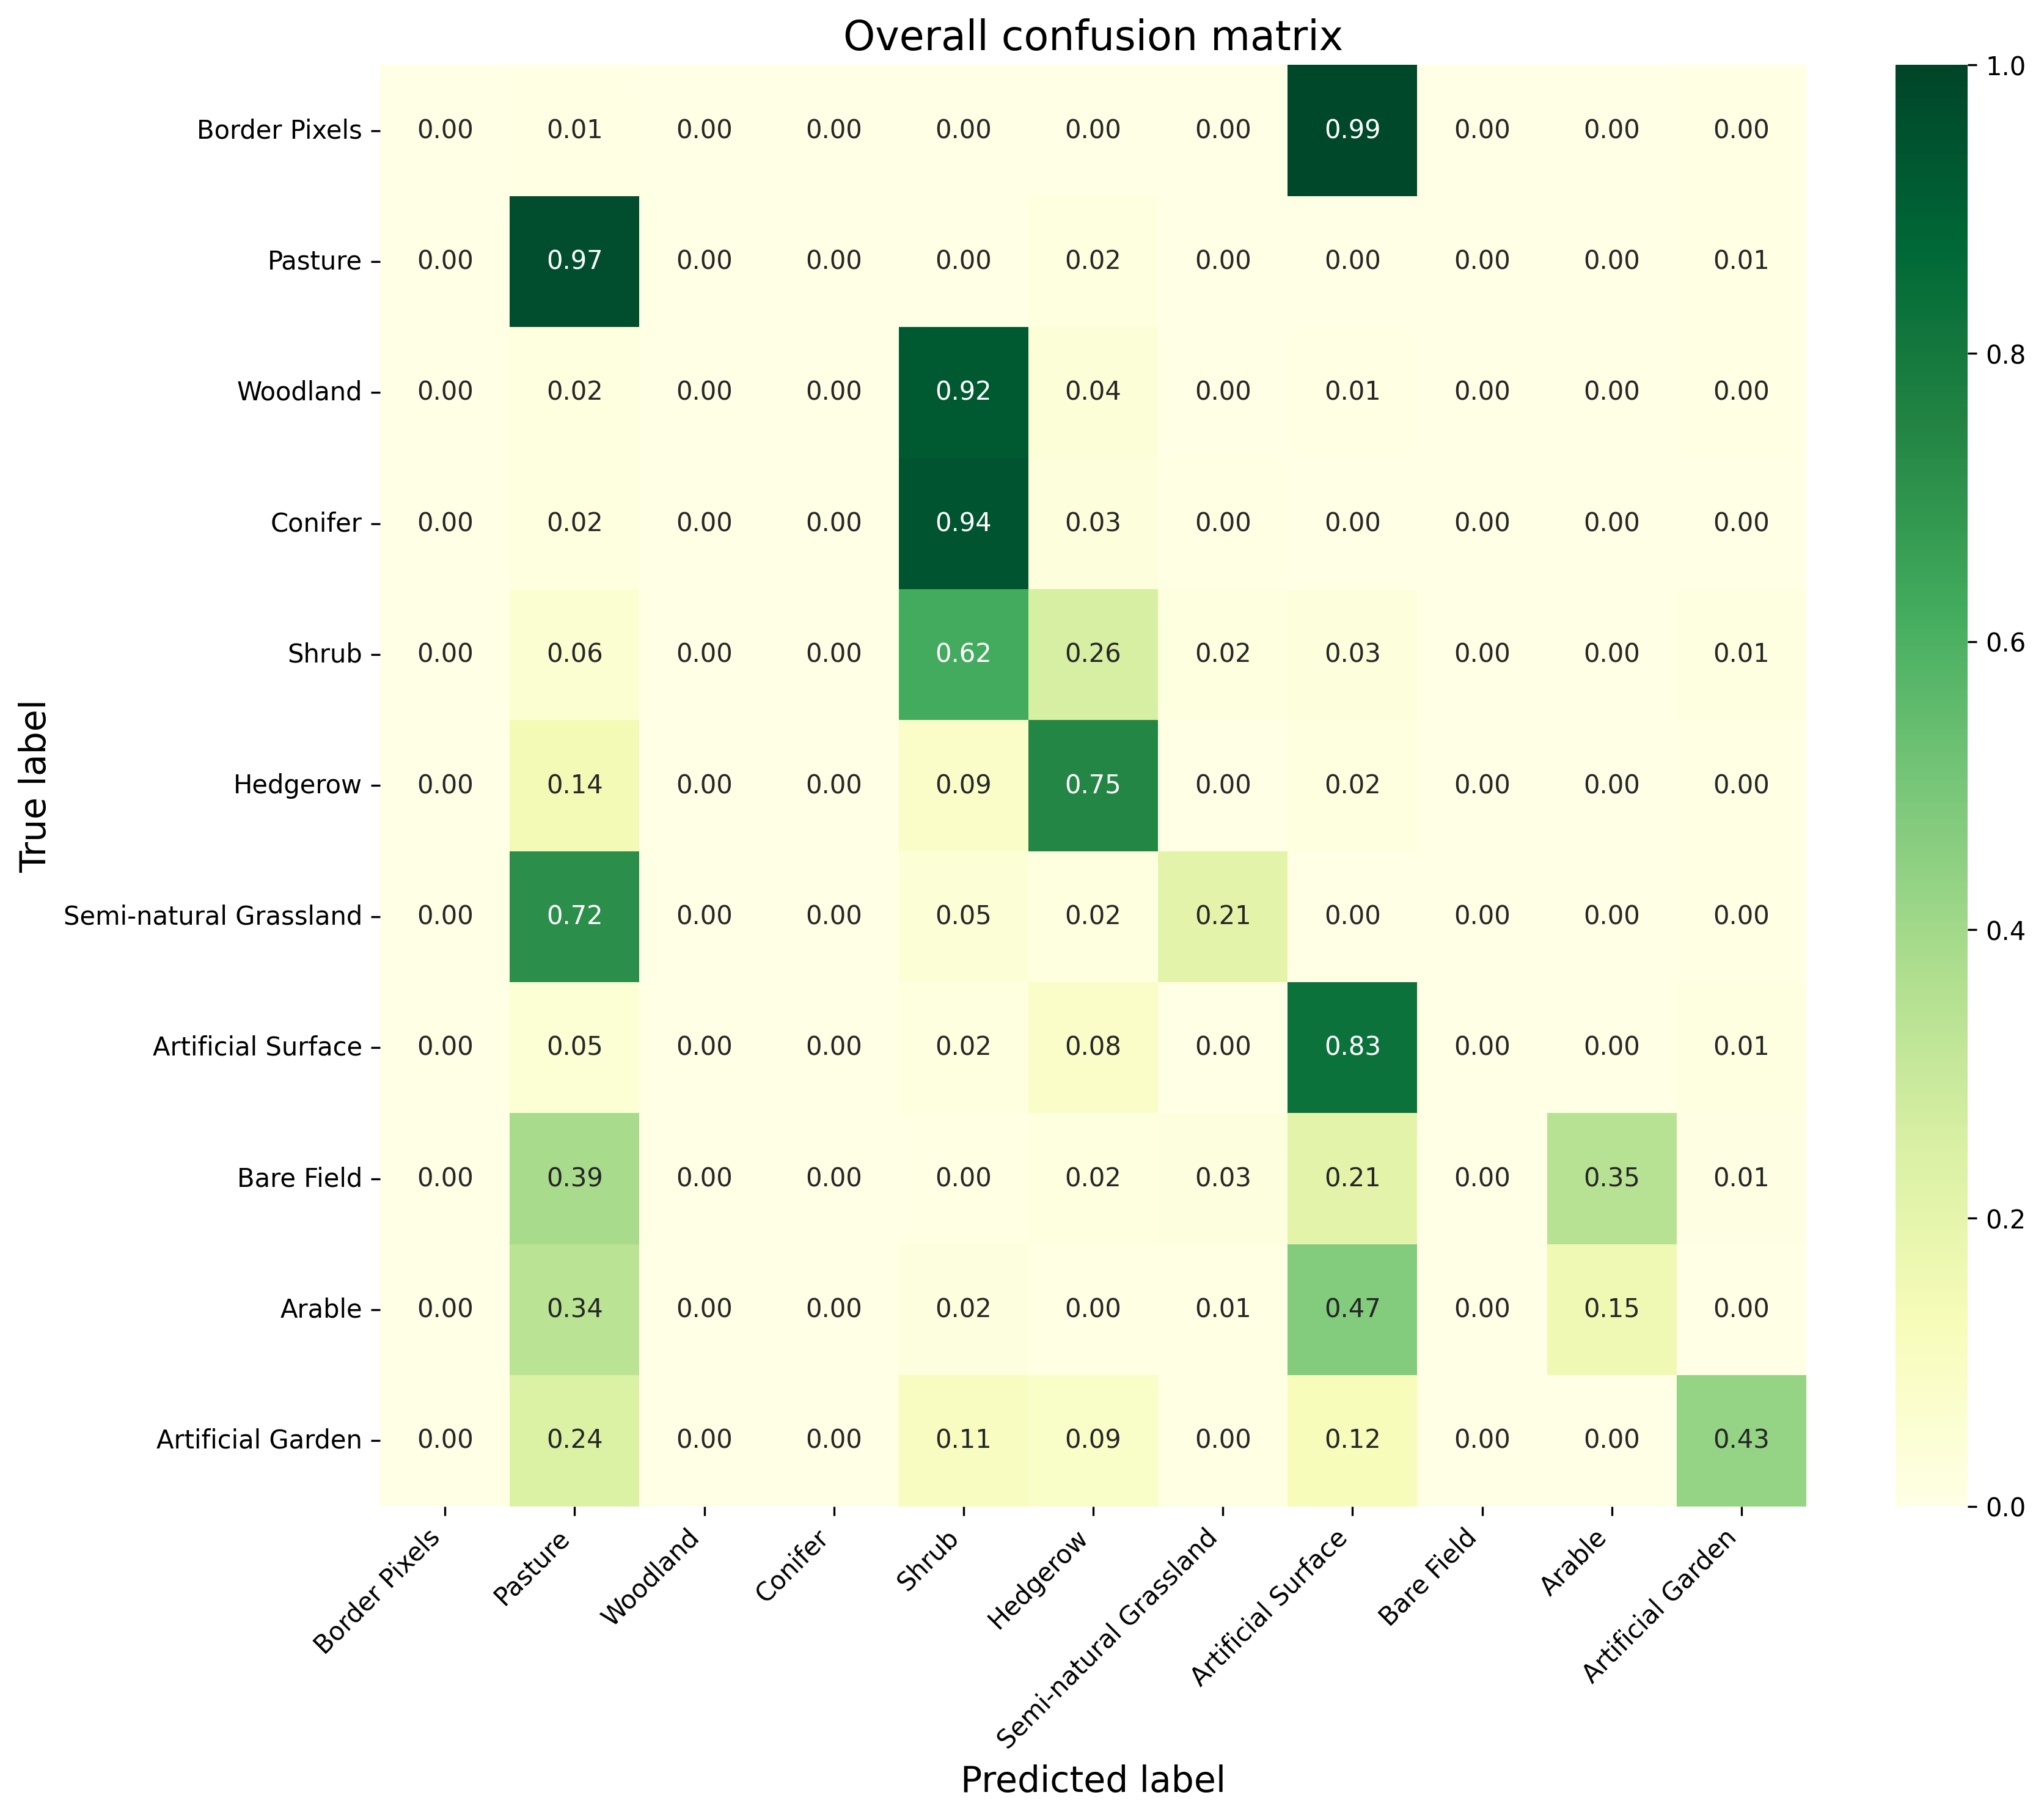 Overall confusion matrix
Border Pixels 0.00 0.01 0.00 0.00 0.00 0.00 0.00 0.99 0.00 0.00 0.00
Pasture 0.00 0.97 0.00 0.00 0.00 0.02 0.00 0.00 0.00 0.00 0.01
Woodland 0.00 0.02 0.00 0.00 0.92 0.04 0.00 0.01 0.00 0.00 0.00
Conifer 0.00 0.02 0.00 0.00 0.94 0.03 0.00 0.00 0.00 0.00 0.00
Shrub 0.00 0.06 0.00 0.00 0.62 0.26 0.02 0.03 0.00 0.00 0.01
Hedgerow 0.00 0.14 0.00 0.00 0.09 0.75 0.00 0.02 0.00 0.00 0.00
Semi-natural Grassland 0.00 0.72 0.00 0.00 0.05 0.02 0.21 0.00 0.00 0.00 0.00
Artificial Surface 0.00 0.05 0.00 0.00 0.02 0.08 0.00 0.83 0.00 0.00 0.01
Bare Field 0.00 0.39 0.00 0.00 0.00 0.02 0.03 0.21 0.00 0.35 0.01
Arable 0.00 0.34 0.00 0.00 0.02 0.00 0.01 0.47 0.00 0.15 0.00
Artificial Garden 0.00 0.24 0.00 0.00 0.11 0.09 0.00 0.12 0.00 0.00 0.43
True label
Border Pixels
Pasture
Woodland
Conifer
Shrub
Hedgerow
Semi-natural Grassland
Artificial Surface
Bare Field
Arable
Artificial Garden
Predicted label
1.0
0.8
0.6
0.4
0.2
0.0